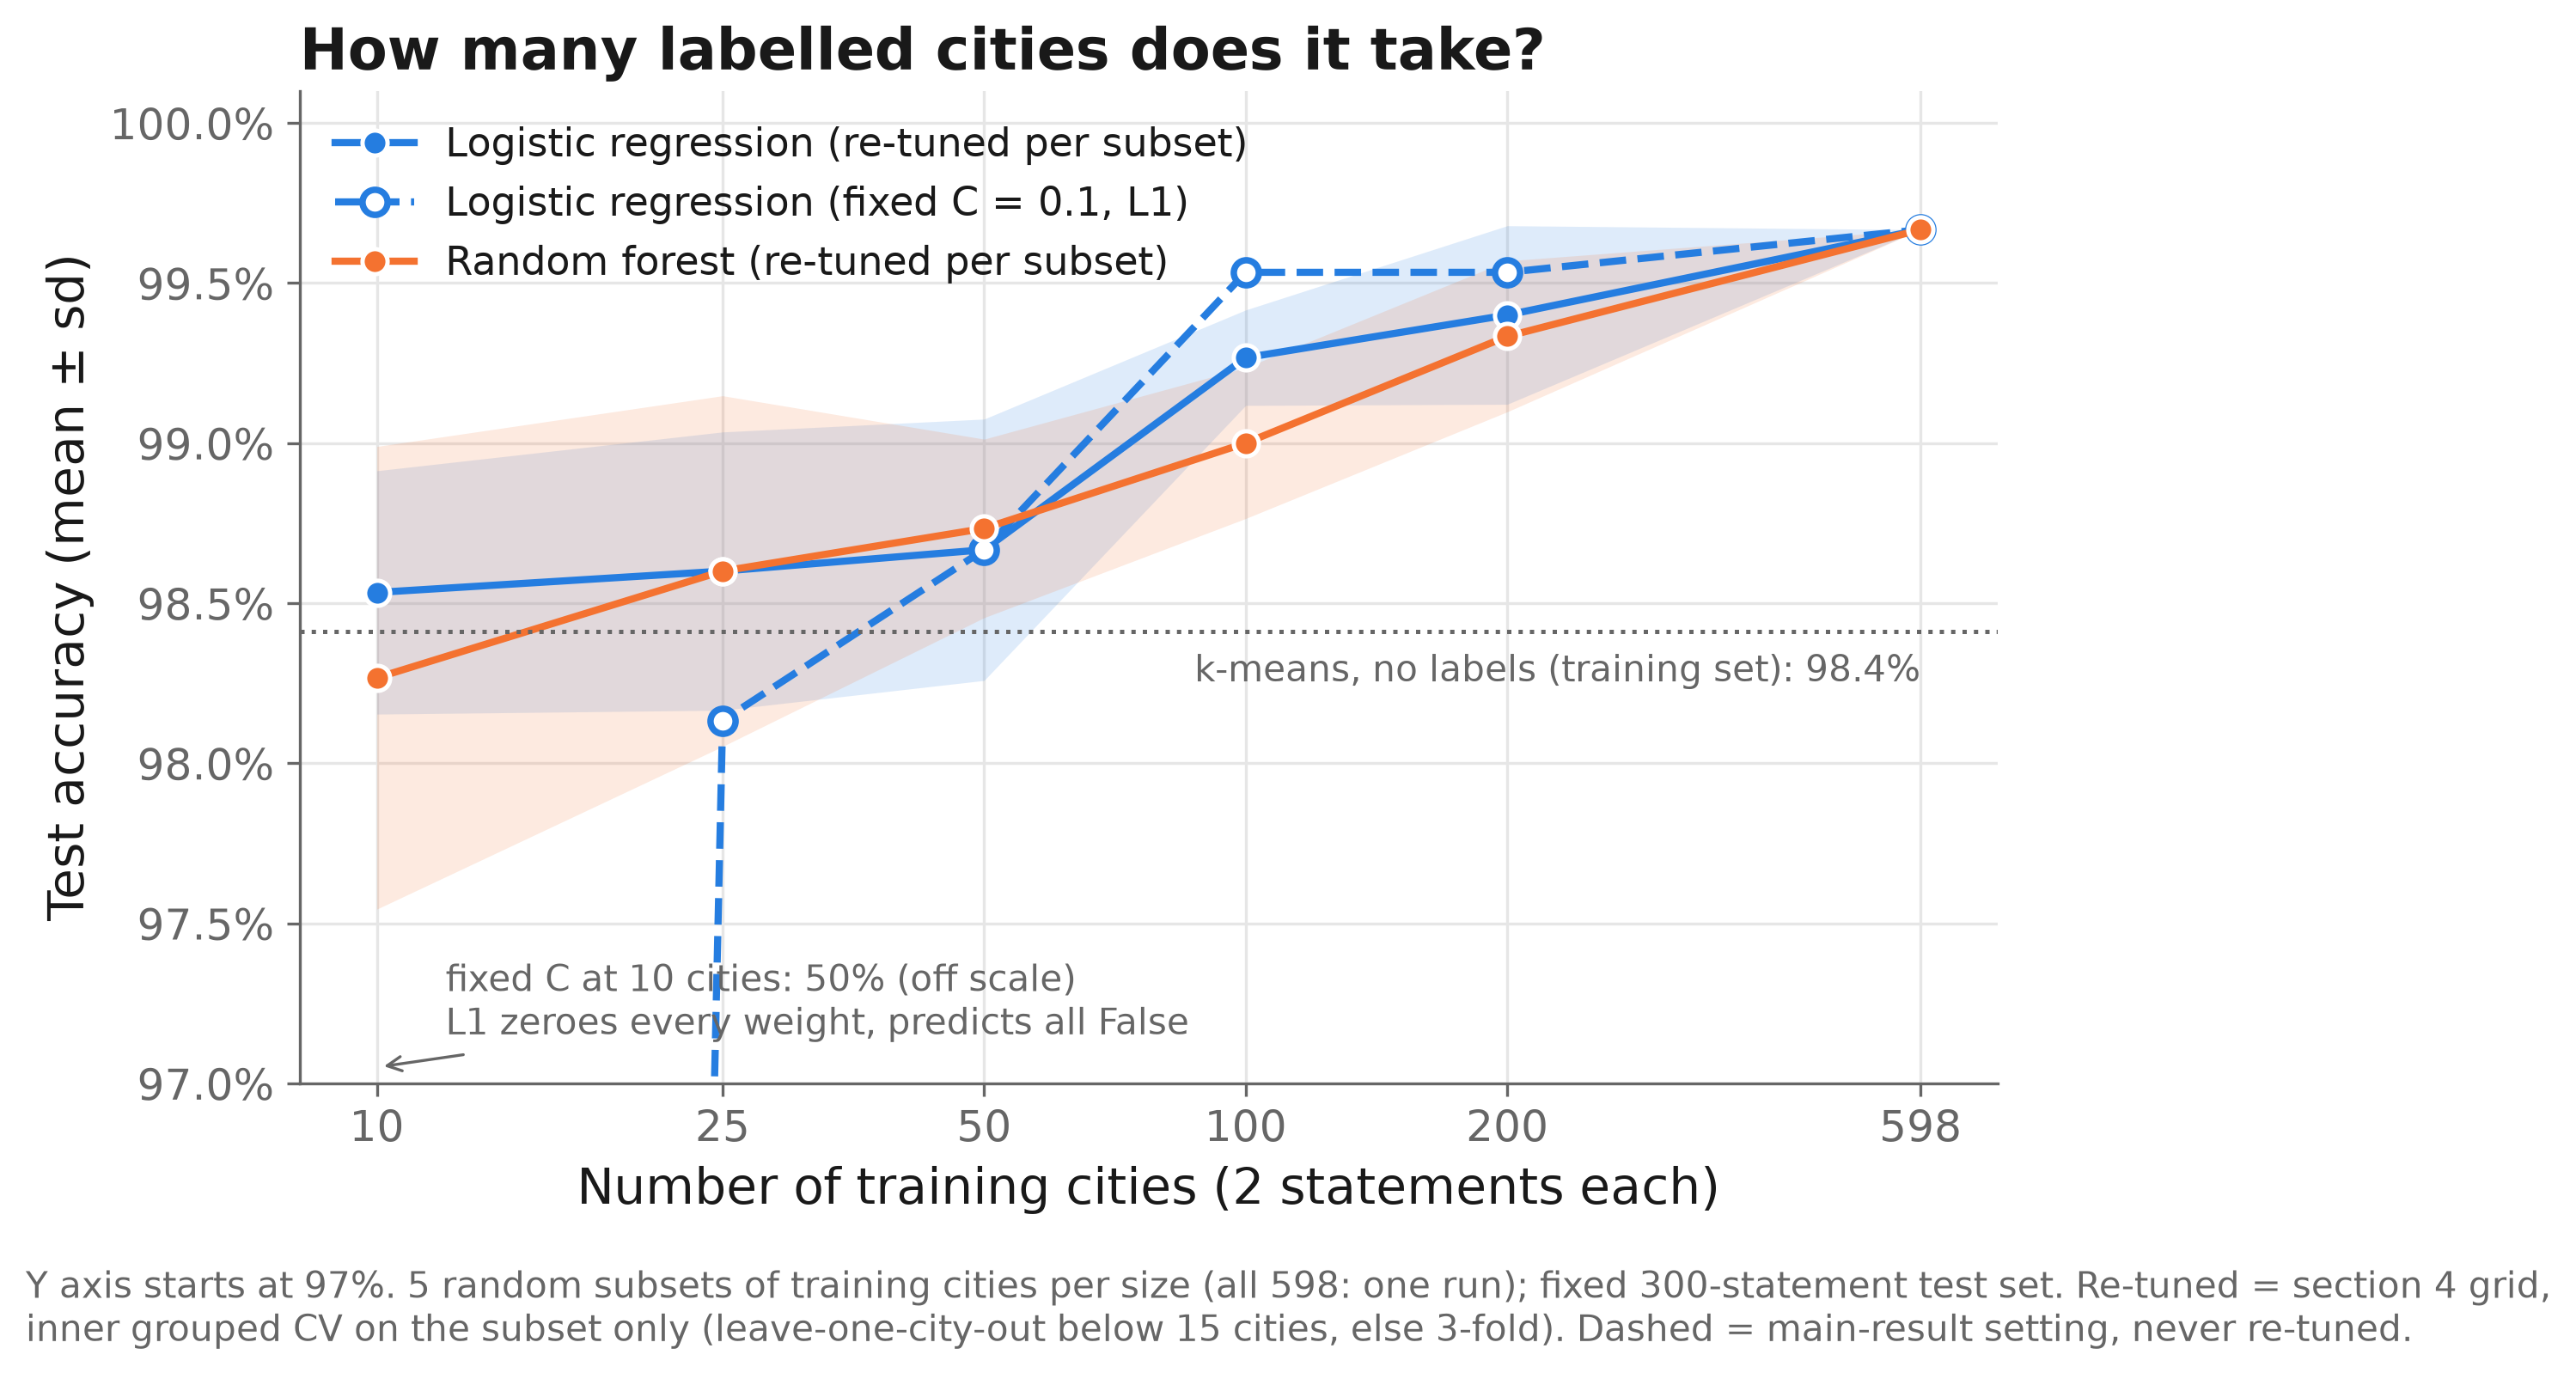 How many labelled cities does it take?
100.0%
99.5%
99.0%
98.5%
98.0%
97.5%
97.0%
Test accuracy (mean ± sd)
Logistic regression (re-tuned per subset)
Logistic regression (fixed C = 0.1, L1)
Random forest (re-tuned per subset)
k-means, no labels (training set): 98.4%
fixed C at 10 cities: 50% (off scale)
L1 zeroes every weight, predicts all False
10 25 50 100 200 598
Number of training cities (2 statements each)
Y axis starts at 97%. 5 random subsets of training cities per size (all 598: one run); fixed 300-statement test set. Re-tuned = section 4 grid,
inner grouped CV on the subset only (leave-one-city-out below 15 cities, else 3-fold). Dashed = main-result setting, never re-tuned.